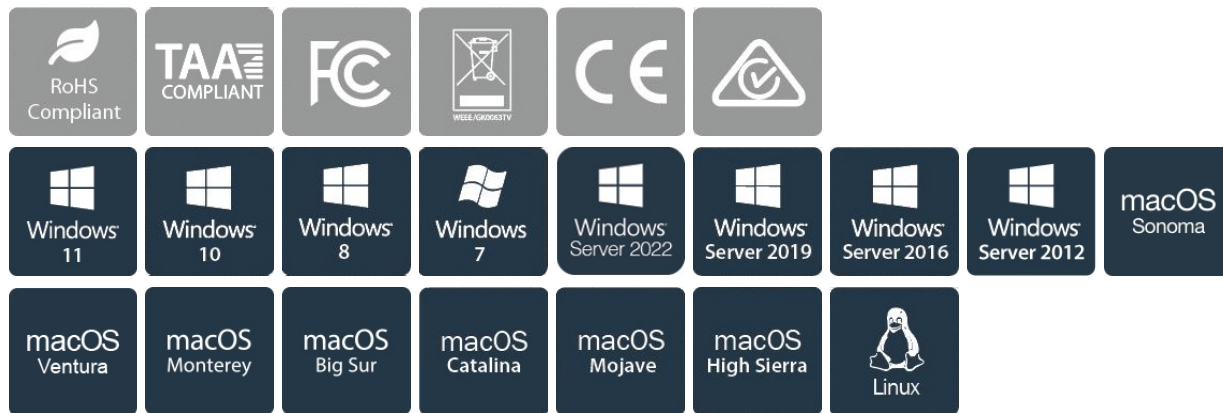 RoHS
Compliant
TAA
COMPLIANT
FC
WEEE/GK0063TV
CE
Windows
11
Windows
10
Windows
8
Windows
7
Windows
Server 2022
Windows
Server 2019
Windows
Server 2016
Windows
Server 2012
macOS
Sonoma
macOS
Ventura
macOS
Monterey
macOS
Big Sur
macOS
Catalina
macOS
Mojave
macOS
High Sierra
Linux